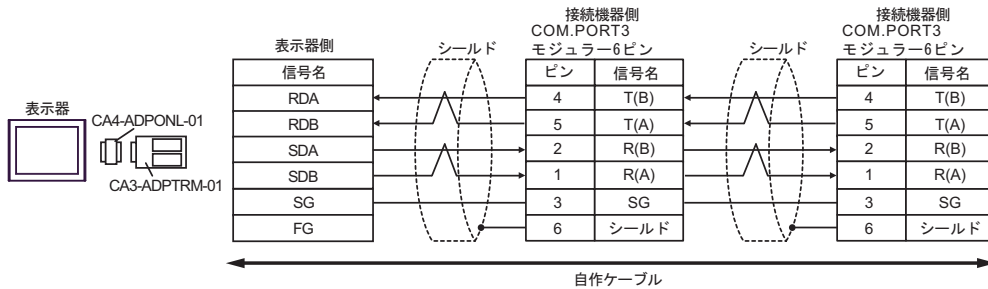 表示器
CA4-ADPONL-01
CA3-ADPTRM-01
表示器側
信号名
RDA
RDB
SDA
SDB
SG
FG
シールド
接続機器側
COM.PORT3
モジュラー6ピン
ピン 信号名
4 T(B)
5 T(A)
2 R(B)
1 R(A)
3 SG
6 シールド
シールド
接続機器側
COM.PORT3
モジュラー6ピン
ピン 信号名
4 T(B)
5 T(A)
2 R(B)
1 R(A)
3 SG
6 シールド
自作ケーブル